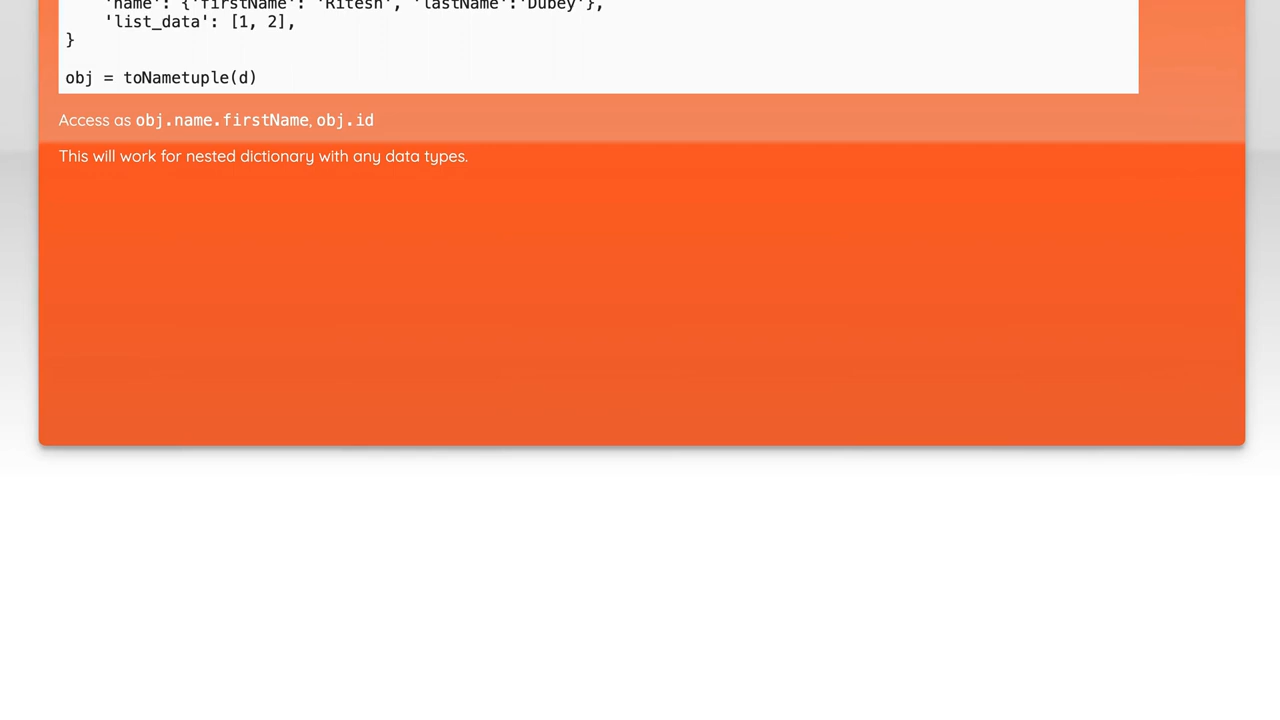 'name': {'firstName': 'Ritesh', 'lastName':'Dubey'},
'list_data': [1, 2],
}
obj = toNametuple(d)
Access as obj.name.firstName, obj.id
This will work for nested dictionary with any data types.